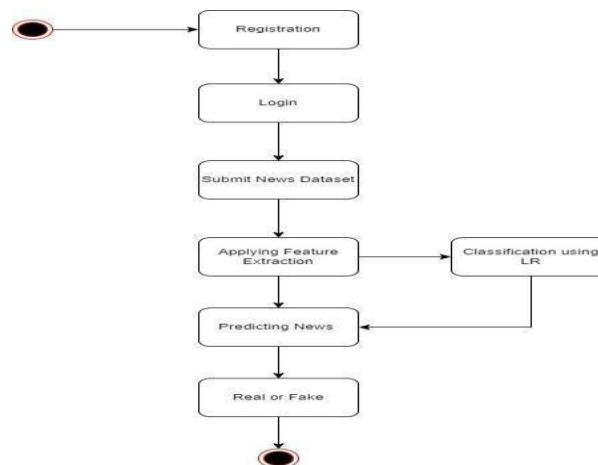 Registration
Login
Submit News Dataset
Applying Feature
Extraction
Classification using
LR
Predicting News
Real or Fake